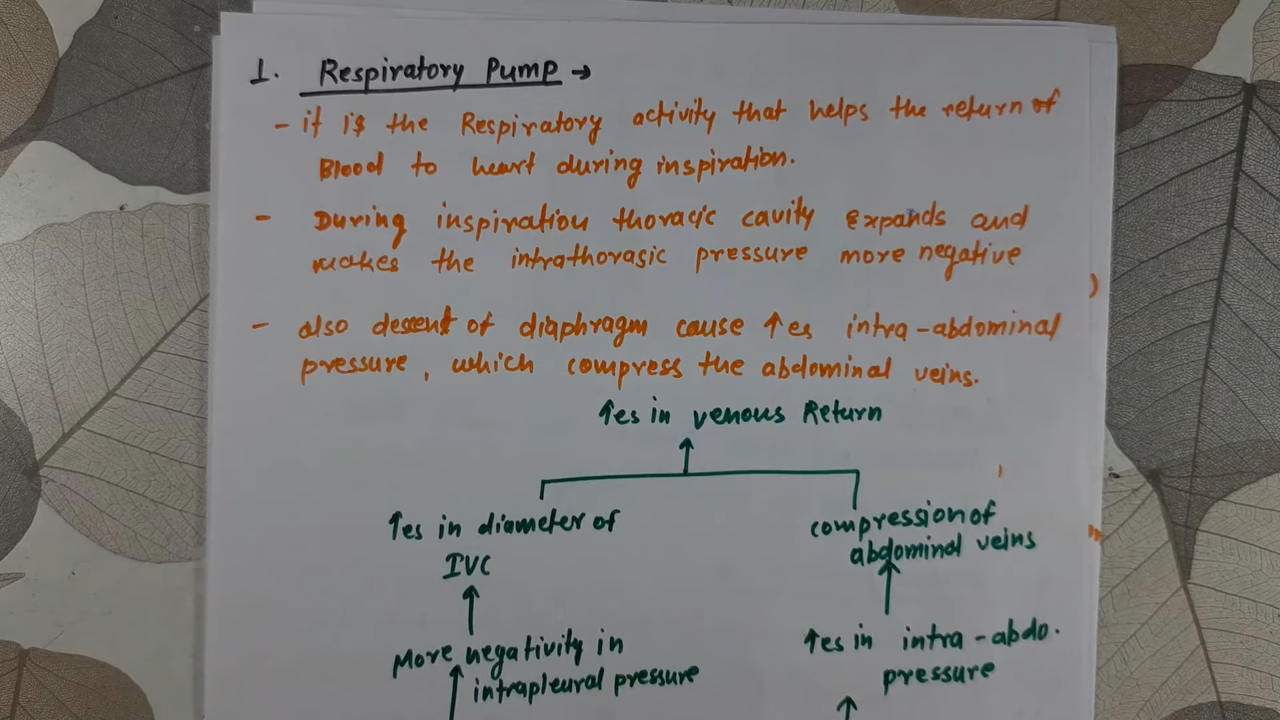 1. Respiratory Pump →
- it is the Respiratory activity that helps the return of
Blood to heart during inspiration.
- During inspiration thoracic cavity Expands and
makes the intrathorasic pressure more negative
- also descent of diaphragm cause ↑es intra-abdominal
pressure, which compress the abdominal veins.
↑es in venous Return
↑es in diameter of
IVC
compression of
abdominal veins
More negativity in
intrapleural pressure
↑es in intra-abdo.
pressure